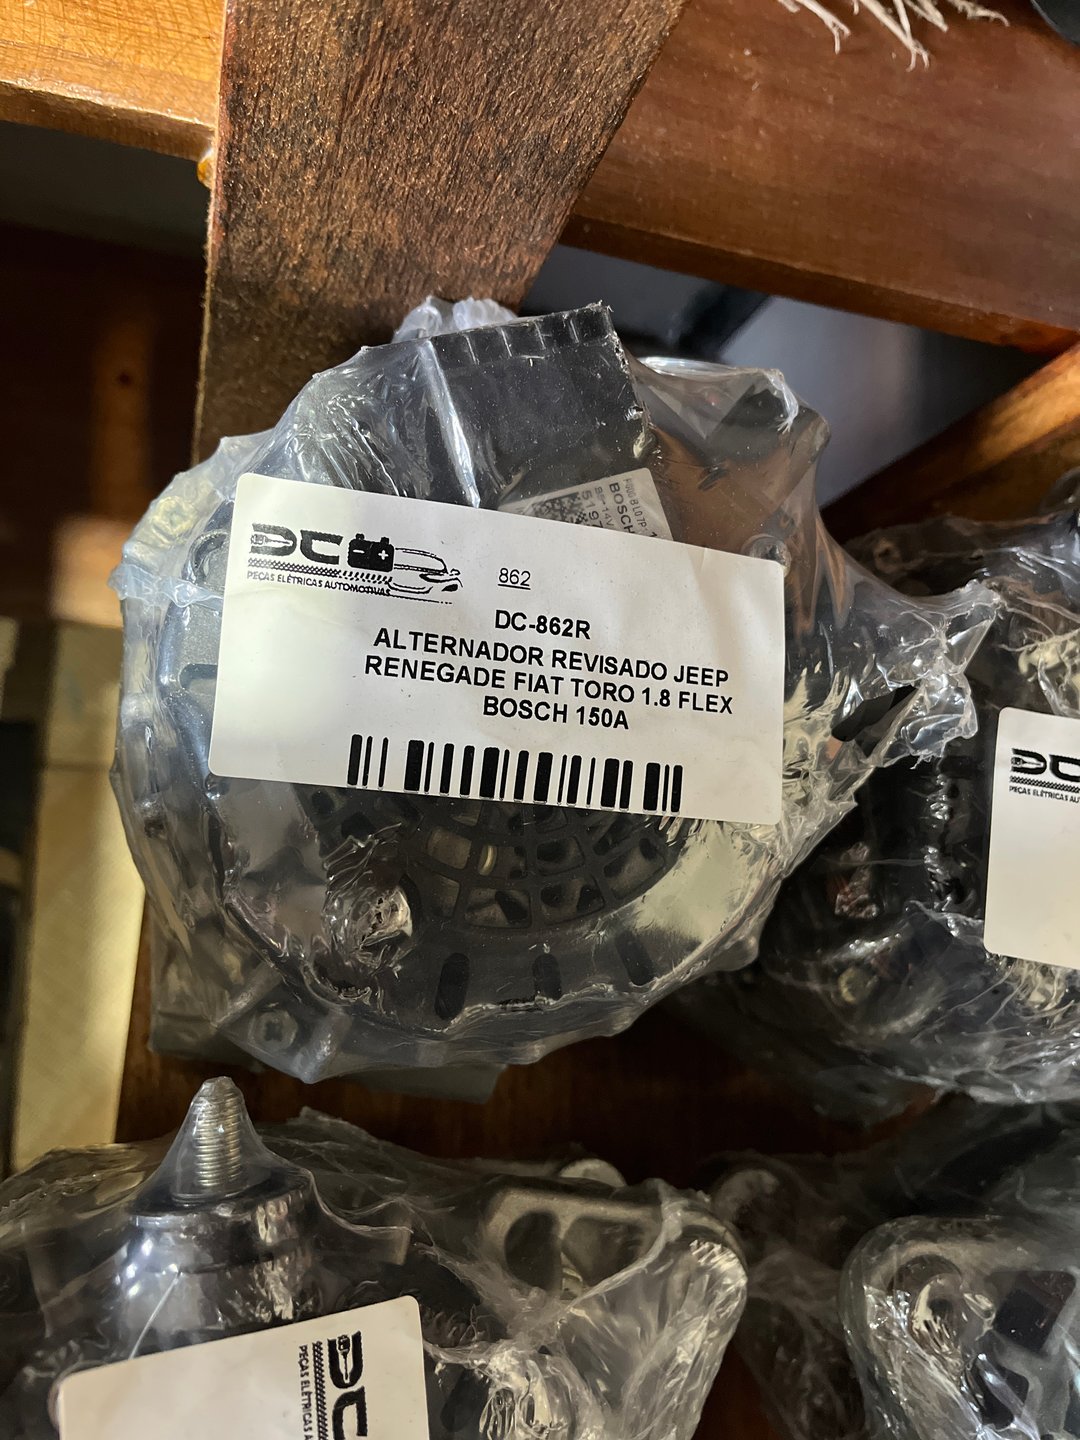 BOSCH
DC
PEÇAS ELÉTRICAS AUTOMOTIVAS
862
DC-862R
ALTERNADOR REVISADO JEEP
RENEGADE FIAT TORO 1.8 FLEX
BOSCH 150A
DC
PEÇAS ELÉTRICAS
DC
PEÇAS ELÉTRICAS